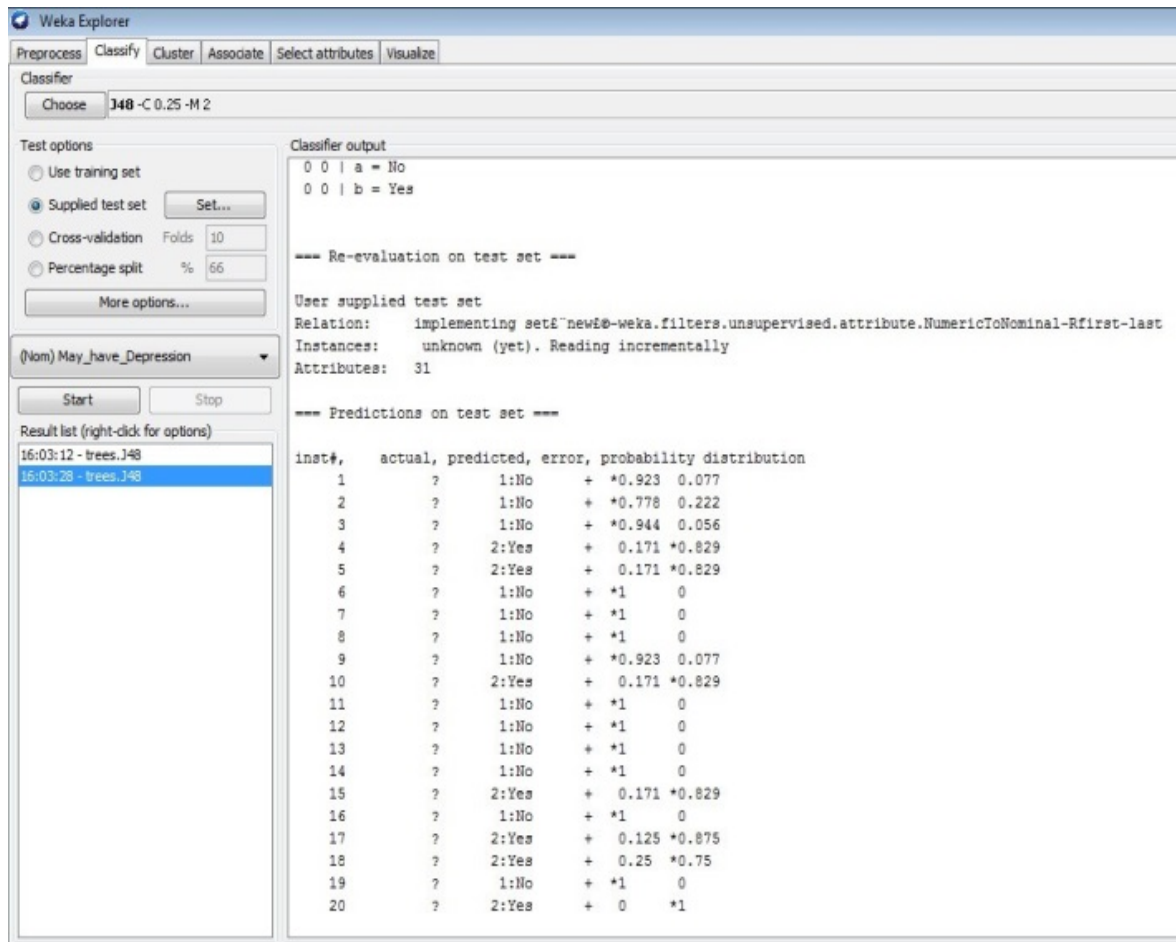 Weka Explorer
Preprocess Classify Cluster Associate Select attributes Visualize
Classifier
Choose J48 -C 0.25 -M 2
Test options
Use training set
Supplied test set Set...
Cross-validation Folds 10
Percentage split % 66
More options...
(Nom) May_have_Depression
Start Stop
Result list (right-click for options)
16:03:12 - trees.J48
16:03:28 - trees.J48
Classifier output
0 0 | a = No
0 0 | b = Yes
=== Re-evaluation on test set ===
User supplied test set
Relation: implementing set£¨new£©-weka.filters.unsupervised.attribute.NumericToNominal-Rfirst-last
Instances: unknown (yet). Reading incrementally
Attributes: 31
=== Predictions on test set ===
inst#, actual, predicted, error, probability distribution
1 ? 1:No + *0.923 0.077
2 ? 1:No + *0.778 0.222
3 ? 1:No + *0.944 0.056
4 ? 2:Yes + 0.171 *0.829
5 ? 2:Yes + 0.171 *0.829
6 ? 1:No + *1 0
7 ? 1:No + *1 0
8 ? 1:No + *1 0
9 ? 1:No + *0.923 0.077
10 ? 2:Yes + 0.171 *0.829
11 ? 1:No + *1 0
12 ? 1:No + *1 0
13 ? 1:No + *1 0
14 ? 1:No + *1 0
15 ? 2:Yes + 0.171 *0.829
16 ? 1:No + *1 0
17 ? 2:Yes + 0.125 *0.875
18 ? 2:Yes + 0.25 *0.75
19 ? 1:No + *1 0
20 ? 2:Yes + 0 *1